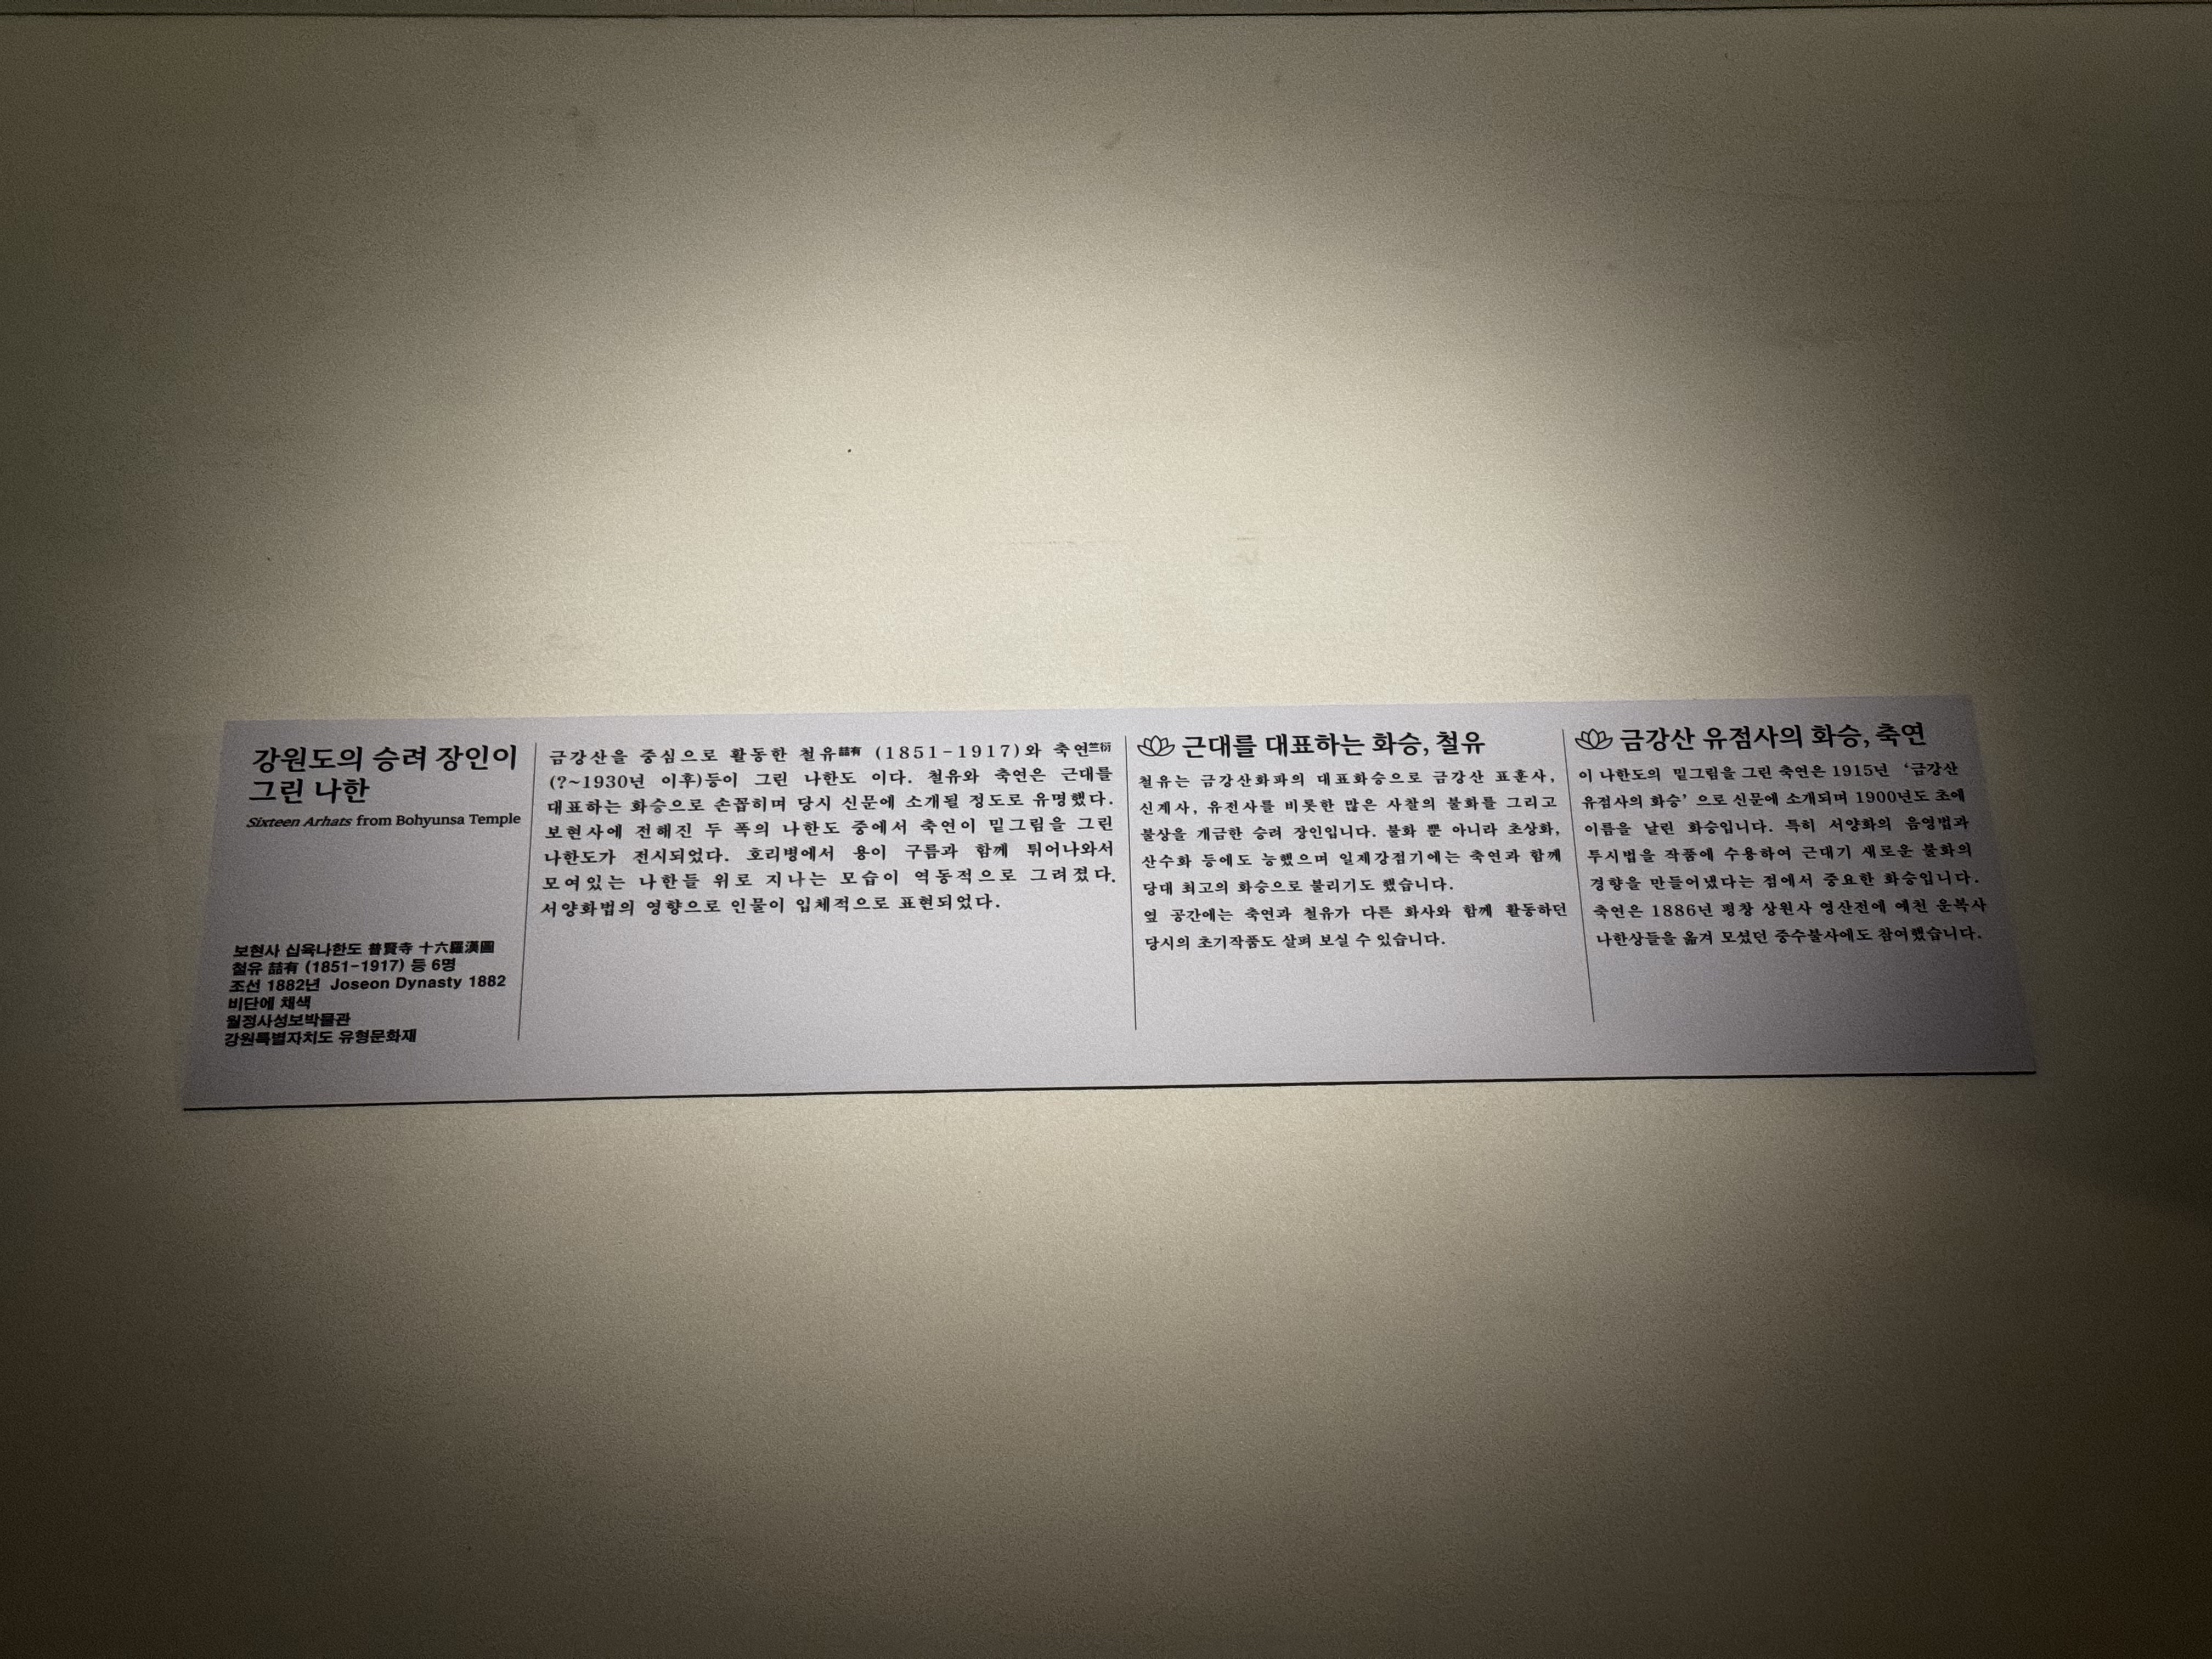 강원도의 승려 장인이
그린 나한
Sixteen Arhats from Bohyunsa Temple
보현사 십육나한도 普賢寺 十六羅漢圖
철유 喆有 (1851-1917) 등 6명
조선 1882년 Joseon Dynasty 1882
비단에 채색
월정사성보박물관
강원특별자치도 유형문화재
금강산을 중심으로 활동한 철유喆有 (1851-1917)와 축연竺衍
(?~1930년 이후)등이 그린 나한도 이다. 철유와 축연은 근대를
대표하는 화승으로 손꼽히며 당시 신문에 소개될 정도로 유명했다.
보현사에 전해진 두 폭의 나한도 중에서 축연이 밑그림을 그린
나한도가 전시되었다. 호리병에서 용이 구름과 함께 튀어나와서
모여있는 나한들 위로 지나는 모습이 역동적으로 그려졌다.
서양화법의 영향으로 인물이 입체적으로 표현되었다.
근대를 대표하는 화승, 철유
철유는 금강산화파의 대표화승으로 금강산 표훈사,
신계사, 유전사를 비롯한 많은 사찰의 불화를 그리고
불상을 개금한 승려 장인입니다. 불화 뿐 아니라 초상화,
산수화 등에도 능했으며 일제강점기에는 축연과 함께
당대 최고의 화승으로 불리기도 했습니다.
옆 공간에는 축연과 철유가 다른 화사와 함께 활동하던
당시의 초기작품도 살펴 보실 수 있습니다.
금강산 유점사의 화승, 축연
이 나한도의 밑그림을 그린 축연은 1915년 ‘금강산
유점사의 화승’ 으로 신문에 소개되며 1900년도 초에
이름을 날린 화승입니다. 특히 서양화의 음영법과
투시법을 작품에 수용하여 근대기 새로운 불화의
경향을 만들어냈다는 점에서 중요한 화승입니다.
축연은 1886년 평창 상원사 영산전에 예천 운복사
나한상들을 옮겨 모셨던 중수불사에도 참여했습니다.